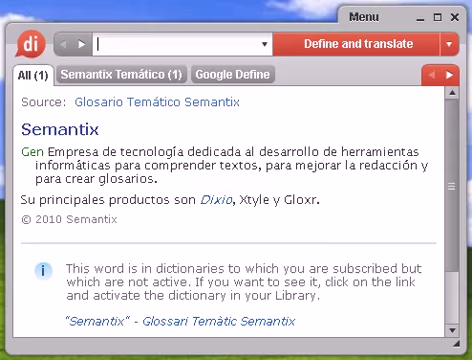 Menu
di
Define and translate
All (1)
Semantix Temático (1)
Google Define
Source: Glosario Temático Semantix
Semantix
Gen Empresa de tecnología dedicada al desarrollo de herramientas
informáticas para comprender textos, para mejorar la redacción y
para crear glosarios.
Su principales productos son Dixio, Xtyle y Gloxr.
© 2010 Semantix
i
This word is in dictionaries to which you are subscribed but
which are not active. If you want to see it, click on the link
and activate the dictionary in your Library.
"Semantix" - Glossari Temàtic Semantix